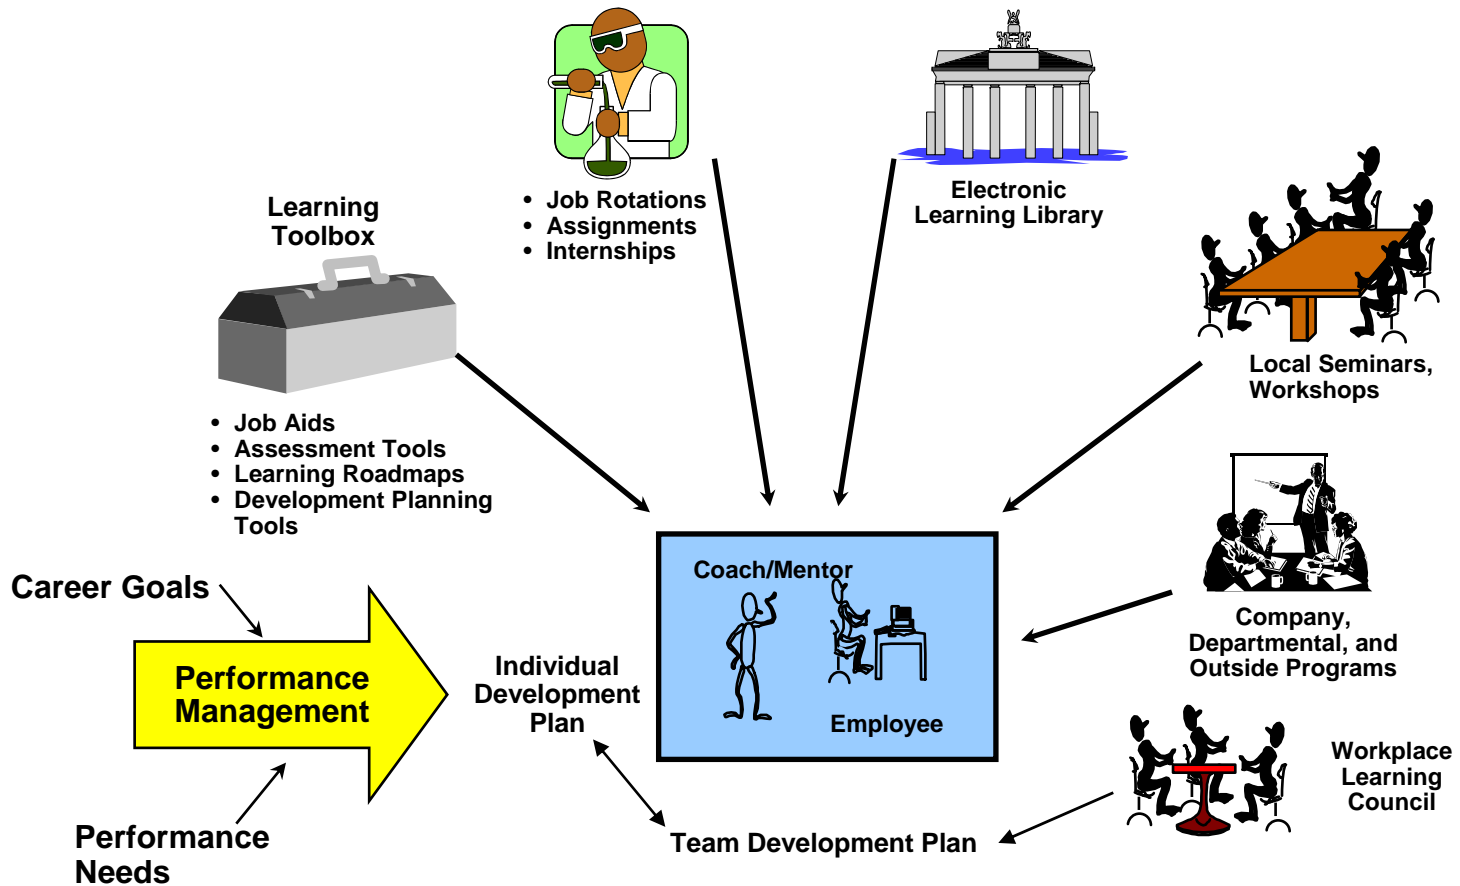 Learning
Toolbox
• Job Rotations
• Assignments
• Internships
Electronic
Learning Library
Local Seminars,
Workshops
• Job Aids
• Assessment Tools
• Learning Roadmaps
• Development Planning
Tools
Coach/Mentor
Employee
Company,
Departmental, and
Outside Programs
Career Goals
Performance
Management
Individual
Development
Plan
Workplace
Learning
Council
Performance
Needs
Team Development Plan